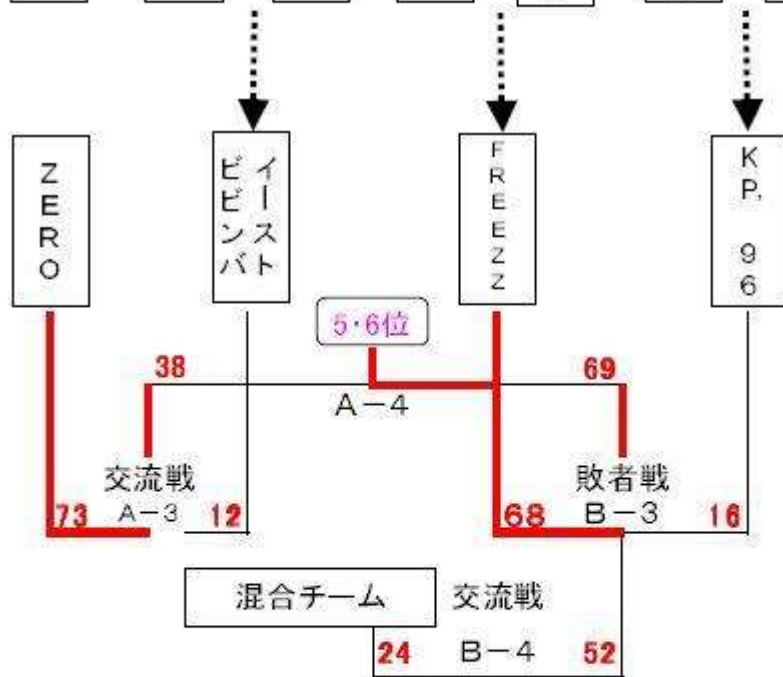 ZERO
イースト
ビビンバ
FREEZZ
KP,96
5・6位
38
69
A-4
交流戦
敗者戦
73
A-3
12
68
B-3
16
混合チーム
交流戦
24
B-4
52